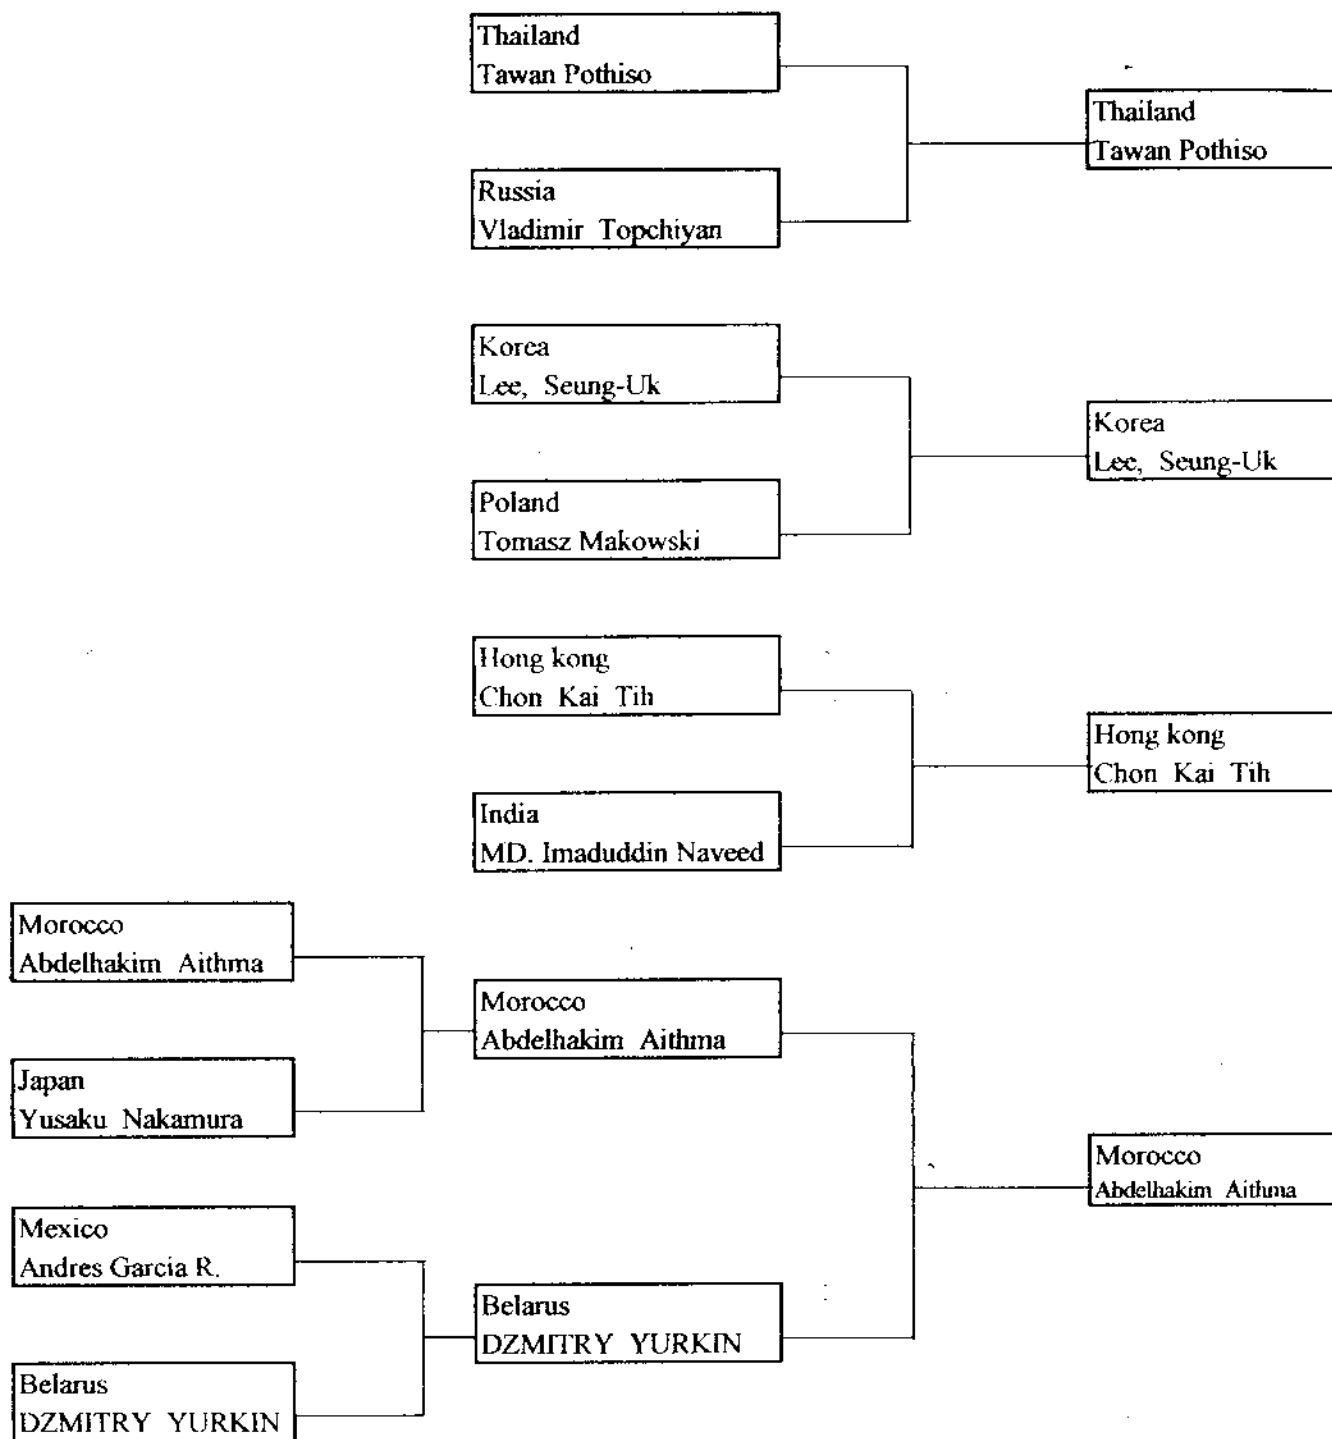 Thailand
Tawan Pothiso
Thailand
Tawan Pothiso
Russia
Vladimir Topchiyan
Korea
Lee, Seung-Uk
Korea
Lee, Seung-Uk
Poland
Tomasz Makowski
Hong kong
Chon Kai Tih
Hong kong
Chon Kai Tih
India
MD. Imaduddin Naveed
Morocco
Abdelhakim Aithma
Morocco
Abdelhakim Aithma
Japan
Yusaku Nakamura
Morocco
Abdelhakim Aithma
Mexico
Andres Garcia R.
Belarus
DZMITRY YURKIN
Belarus
DZMITRY YURKIN